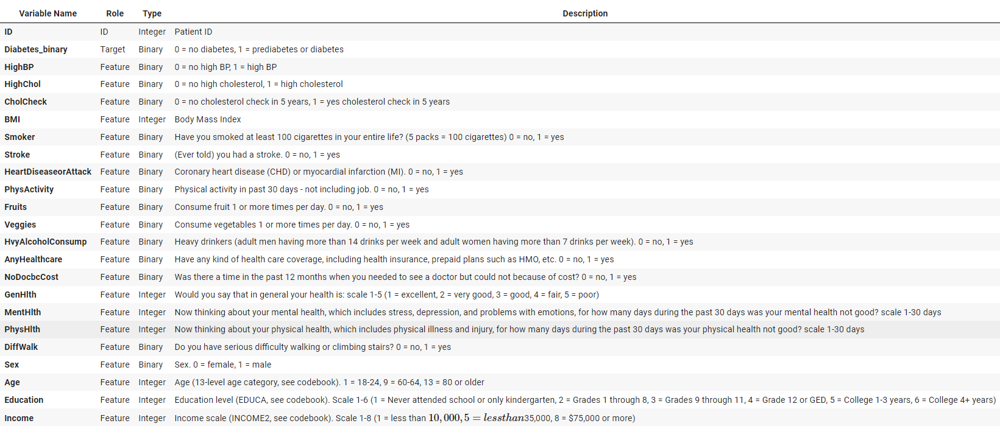 Variable Name Role Type Description
ID ID Integer Patient ID
Diabetes_binary Target Binary 0 = no diabetes, 1 = prediabetes or diabetes
HighBP Feature Binary 0 = no high BP, 1 = high BP
HighChol Feature Binary 0 = no high cholesterol, 1 = high cholesterol
CholCheck Feature Binary 0 = no cholesterol check in 5 years, 1 = yes cholesterol check in 5 years
BMI Feature Integer Body Mass Index
Smoker Feature Binary Have you smoked at least 100 cigarettes in your entire life? (5 packs = 100 cigarettes) 0 = no, 1 = yes
Stroke Feature Binary (Ever told) you had a stroke. 0 = no, 1 = yes
HeartDiseaseorAttack Feature Binary Coronary heart disease (CHD) or myocardial infarction (MI). 0 = no, 1 = yes
PhysActivity Feature Binary Physical activity in past 30 days - not including job. 0 = no, 1 = yes
Fruits Feature Binary Consume fruit 1 or more times per day. 0 = no, 1 = yes
Veggies Feature Binary Consume vegetables 1 or more times per day. 0 = no, 1 = yes
HvyAlcoholConsump Feature Binary Heavy drinkers (adult men having more than 14 drinks per week and adult women having more than 7 drinks per week). 0 = no, 1 = yes
AnyHealthcare Feature Binary Have any kind of health care coverage, including health insurance, prepaid plans such as HMO, etc. 0 = no, 1 = yes
NoDocbcCost Feature Binary Was there a time in the past 12 months when you needed to see a doctor but could not because of cost? 0 = no, 1 = yes
GenHlth Feature Integer Would you say that in general your health is: scale 1-5 (1 = excellent, 2 = very good, 3 = good, 4 = fair, 5 = poor)
MentHlth Feature Integer Now thinking about your mental health, which includes stress, depression, and problems with emotions, for how many days during the past 30 days was your mental health not good? scale 1-30 days
PhysHlth Feature Integer Now thinking about your physical health, which includes physical illness and injury, for how many days during the past 30 days was your physical health not good? scale 1-30 days
DiffWalk Feature Binary Do you have serious difficulty walking or climbing stairs? 0 = no, 1 = yes
Sex Feature Binary Sex. 0 = female, 1 = male
Age Feature Integer Age (13-level age category, see codebook). 1 = 18-24, 9 = 60-64, 13 = 80 or older
Education Feature Integer Education level (EDUCA, see codebook). Scale 1-6 (1 = Never attended school or only kindergarten, 2 = Grades 1 through 8, 3 = Grades 9 through 11, 4 = Grade 12 or GED, 5 = College 1-3 years, 6 = College 4+ years)
Income Feature Integer Income scale (INCOME2, see codebook). Scale 1-8 (1 = less than 10,000, 5 = lessthan35,000, 8 = $75,000 or more)